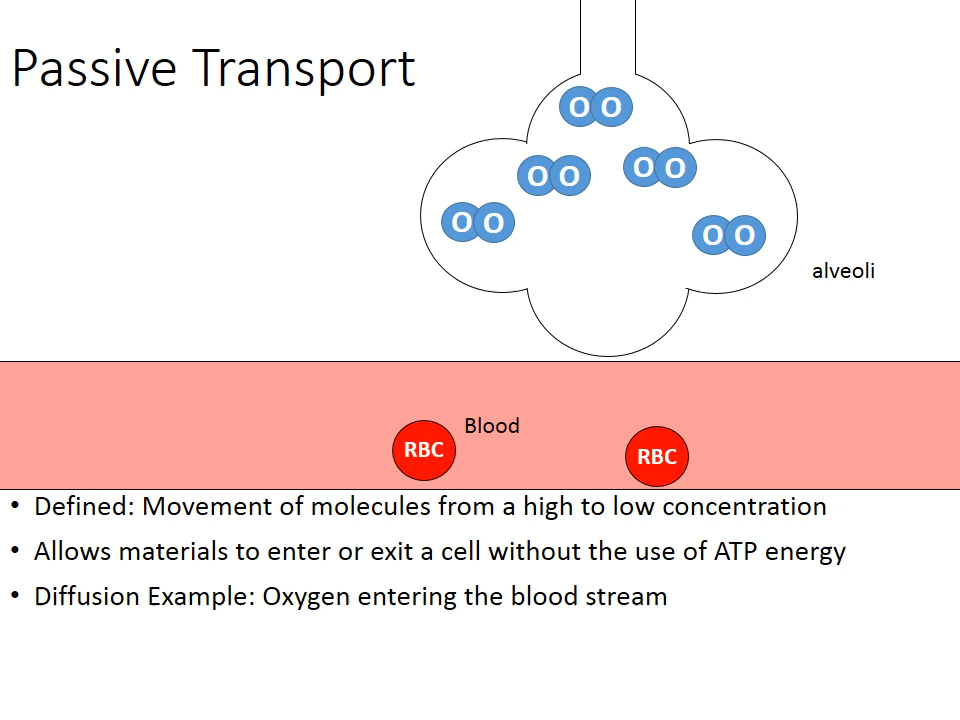 Passive Transport
O O
O O
O O
O O
O O
alveoli
Blood
RBC
RBC
• Defined: Movement of molecules from a high to low concentration
• Allows materials to enter or exit a cell without the use of ATP energy
• Diffusion Example: Oxygen entering the blood stream